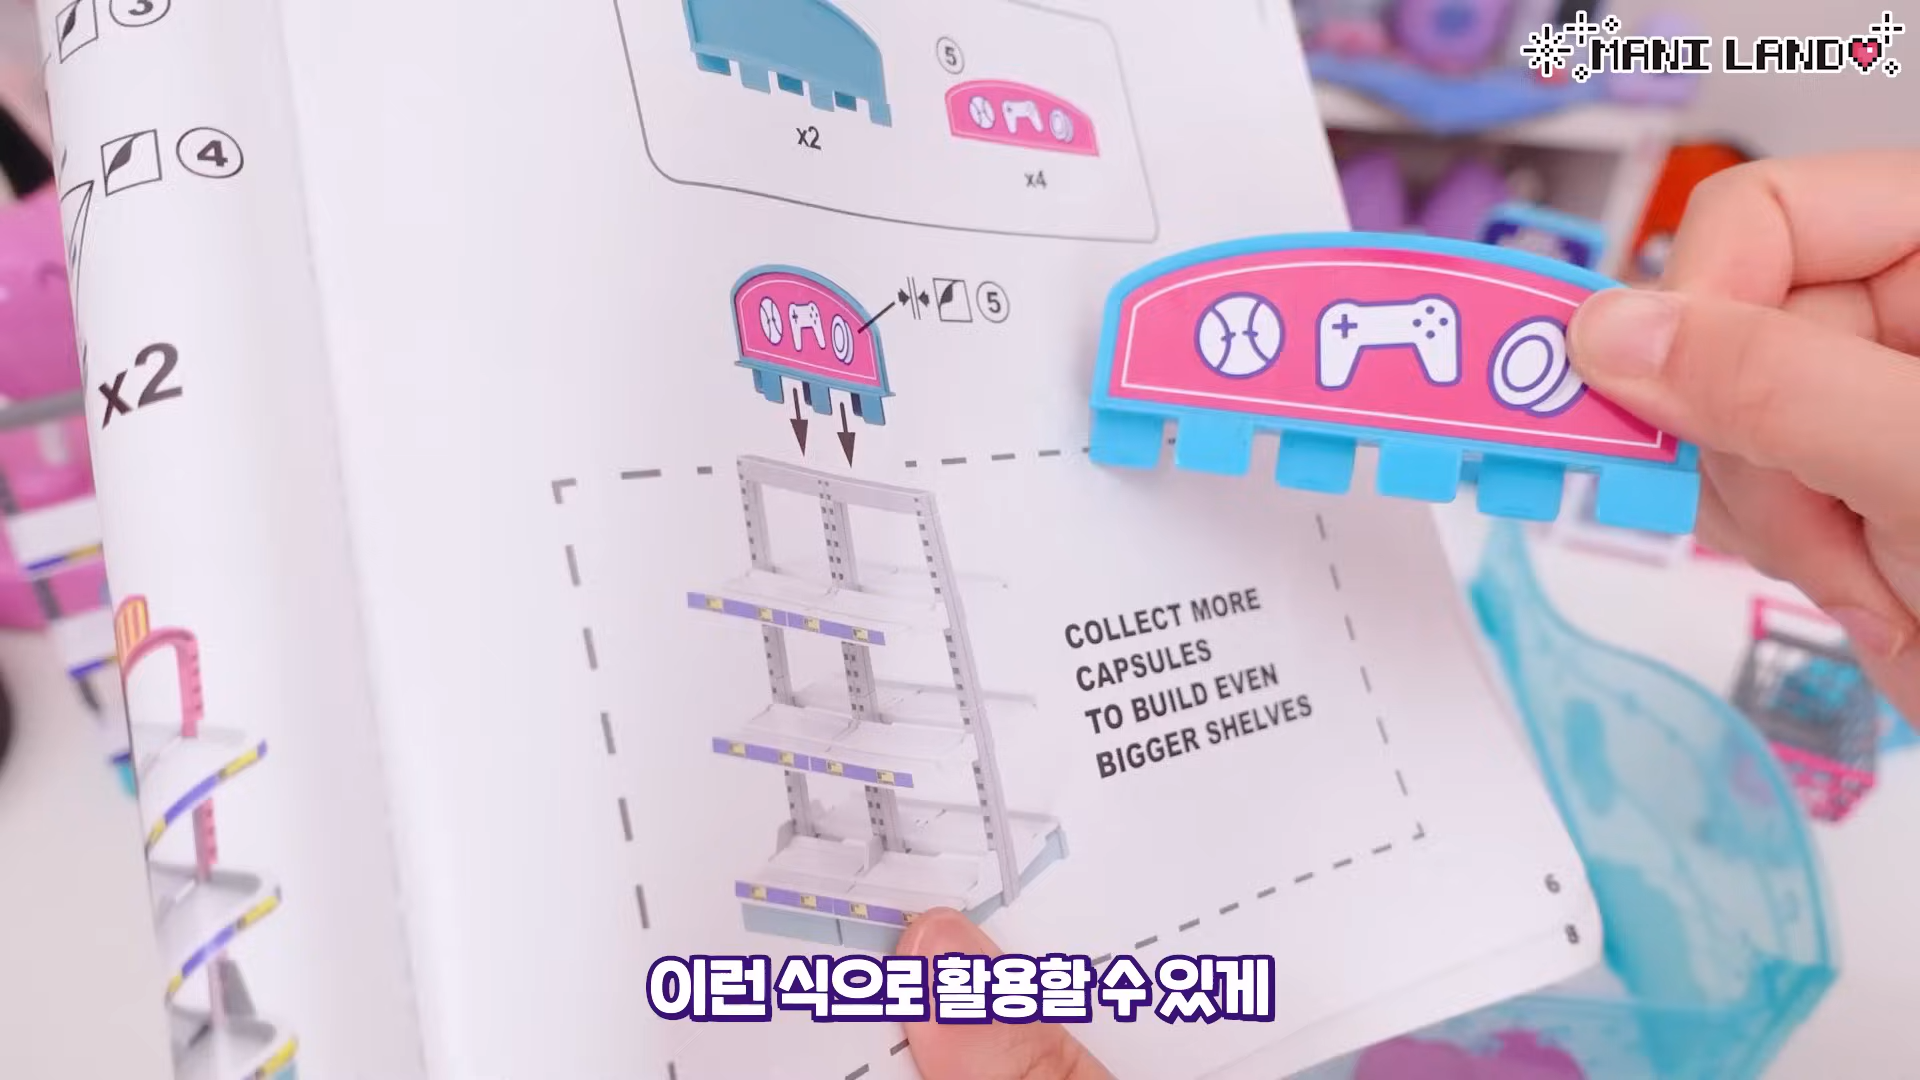 MANI LAND
3
5
x2
x4
4
5
x2
COLLECT MORE
CAPSULES
TO BUILD EVEN
BIGGER SHELVES
6
8
이런 식으로 활용할 수 있게